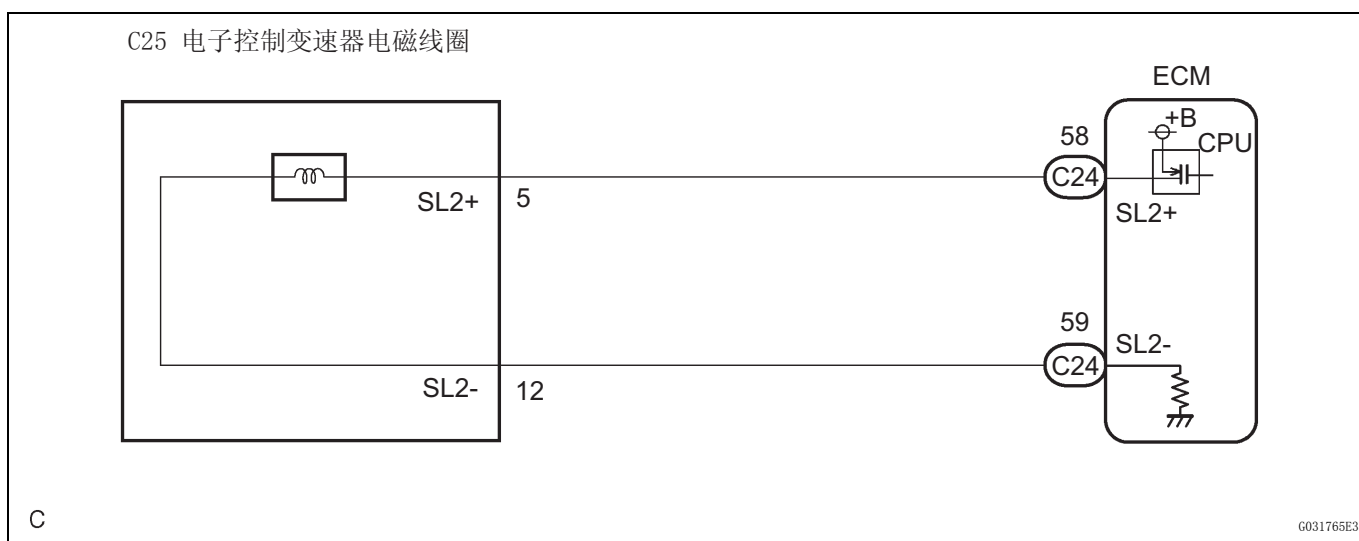 C25 电子控制变速器电磁线圈
ECM
+B
CPU
58
C24
SL2+
5
SL2+
59
C24
SL2-
SL2-
12
C
G031765E3